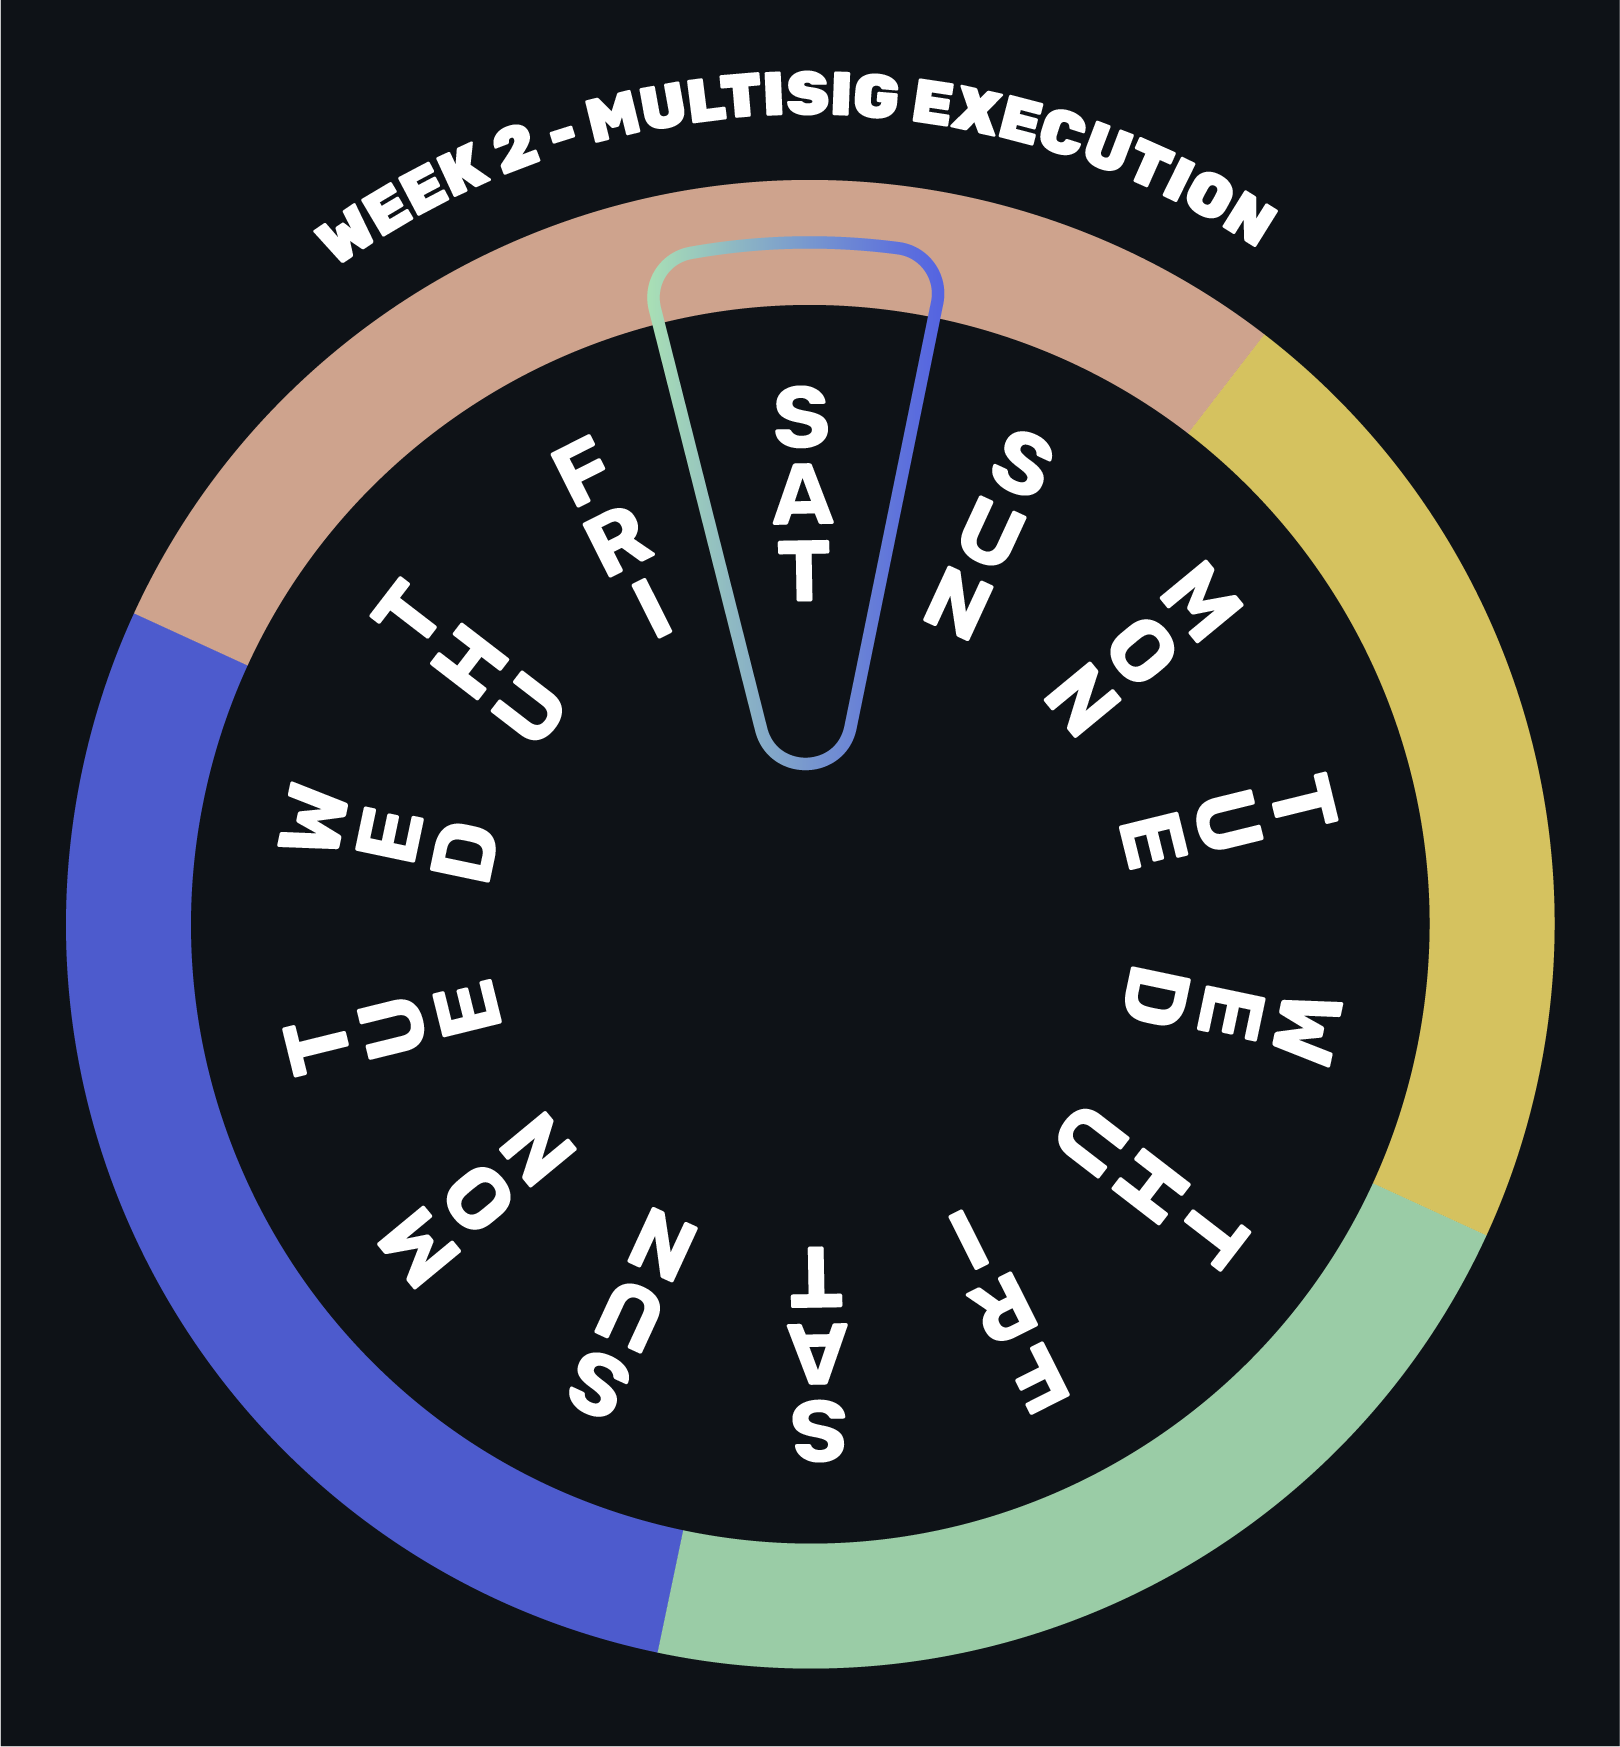 WEEK 2 - MULTISIG EXECUTION
SAT
SUN
MON
TUE
WED
THU
FRI
SAT
SUN
MON
TUE
WED
THU
FRI